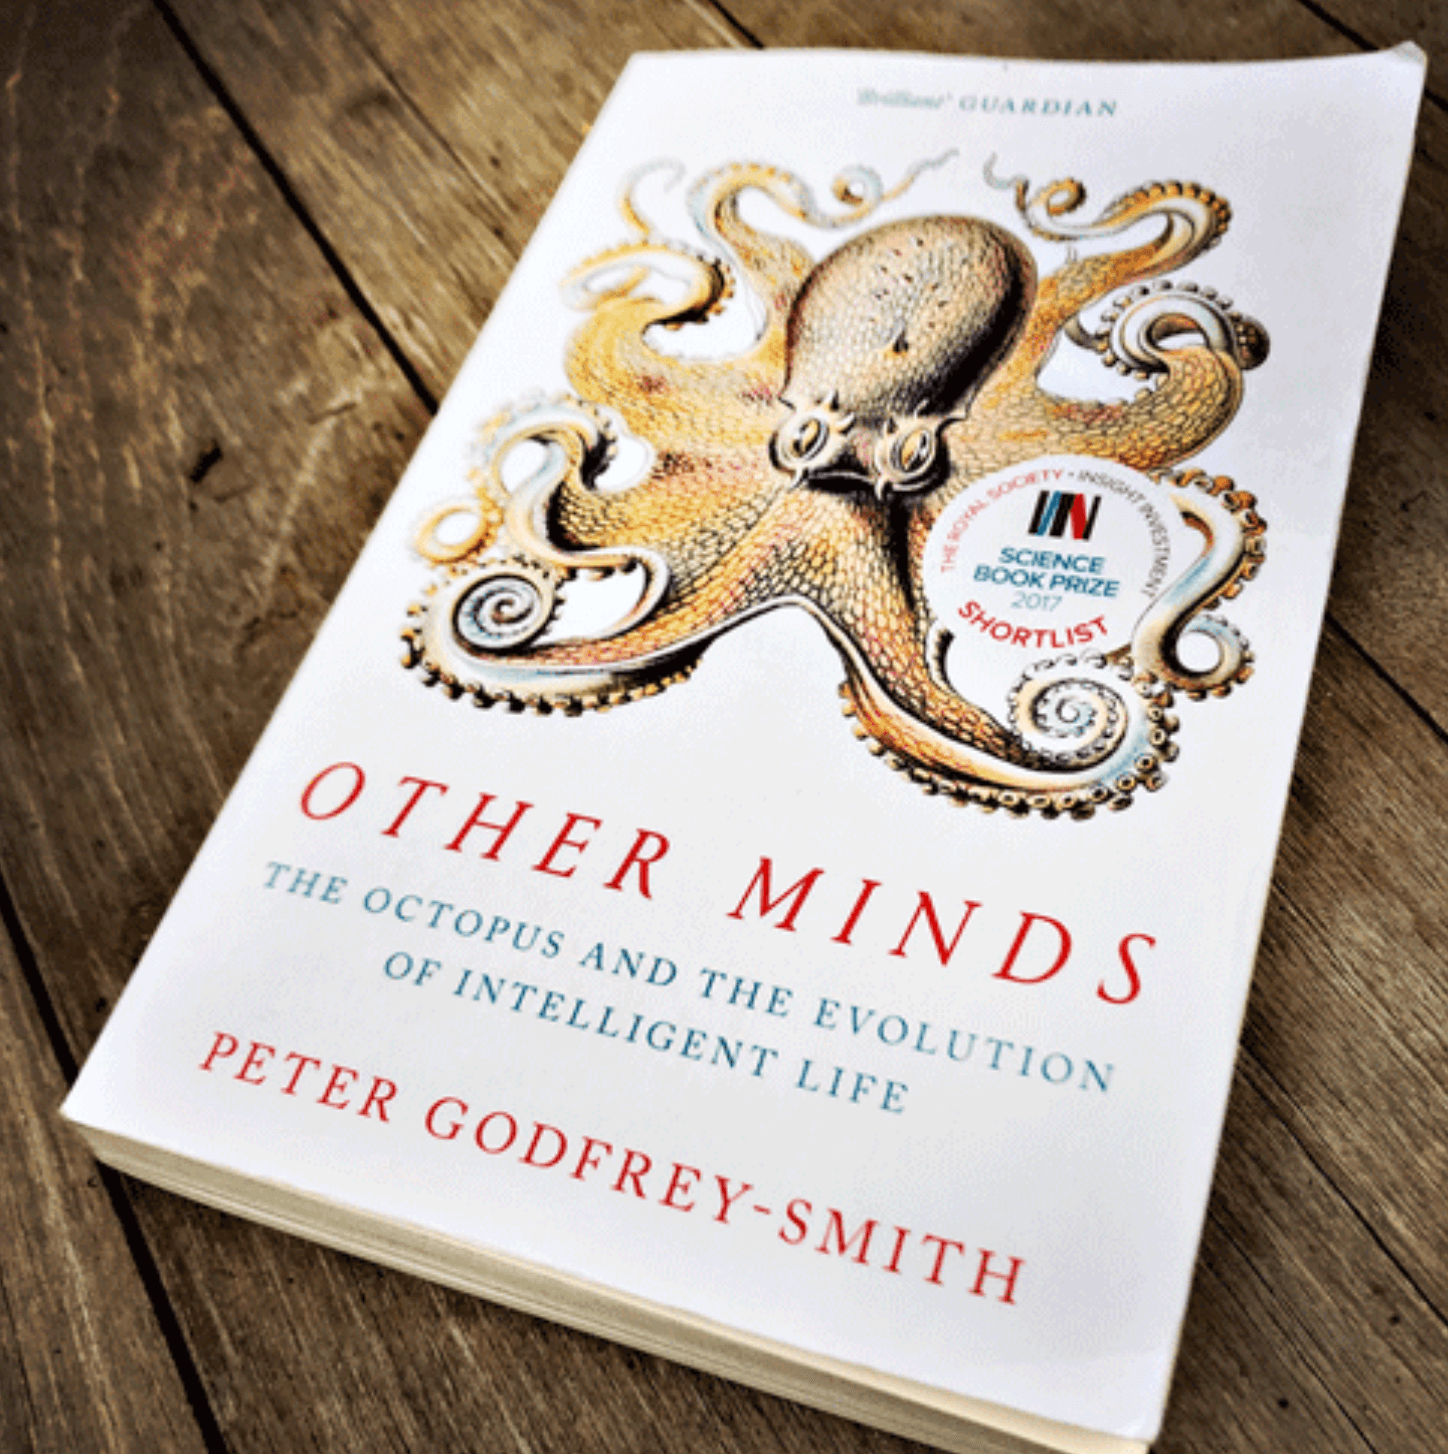 'Brilliant' GUARDIAN
THE ROYAL SOCIETY • INSIGHT INVESTMENT
SCIENCE
BOOK PRIZE
2017
SHORTLIST
OTHER MINDS
THE OCTOPUS AND THE EVOLUTION
OF INTELLIGENT LIFE
PETER GODFREY-SMITH